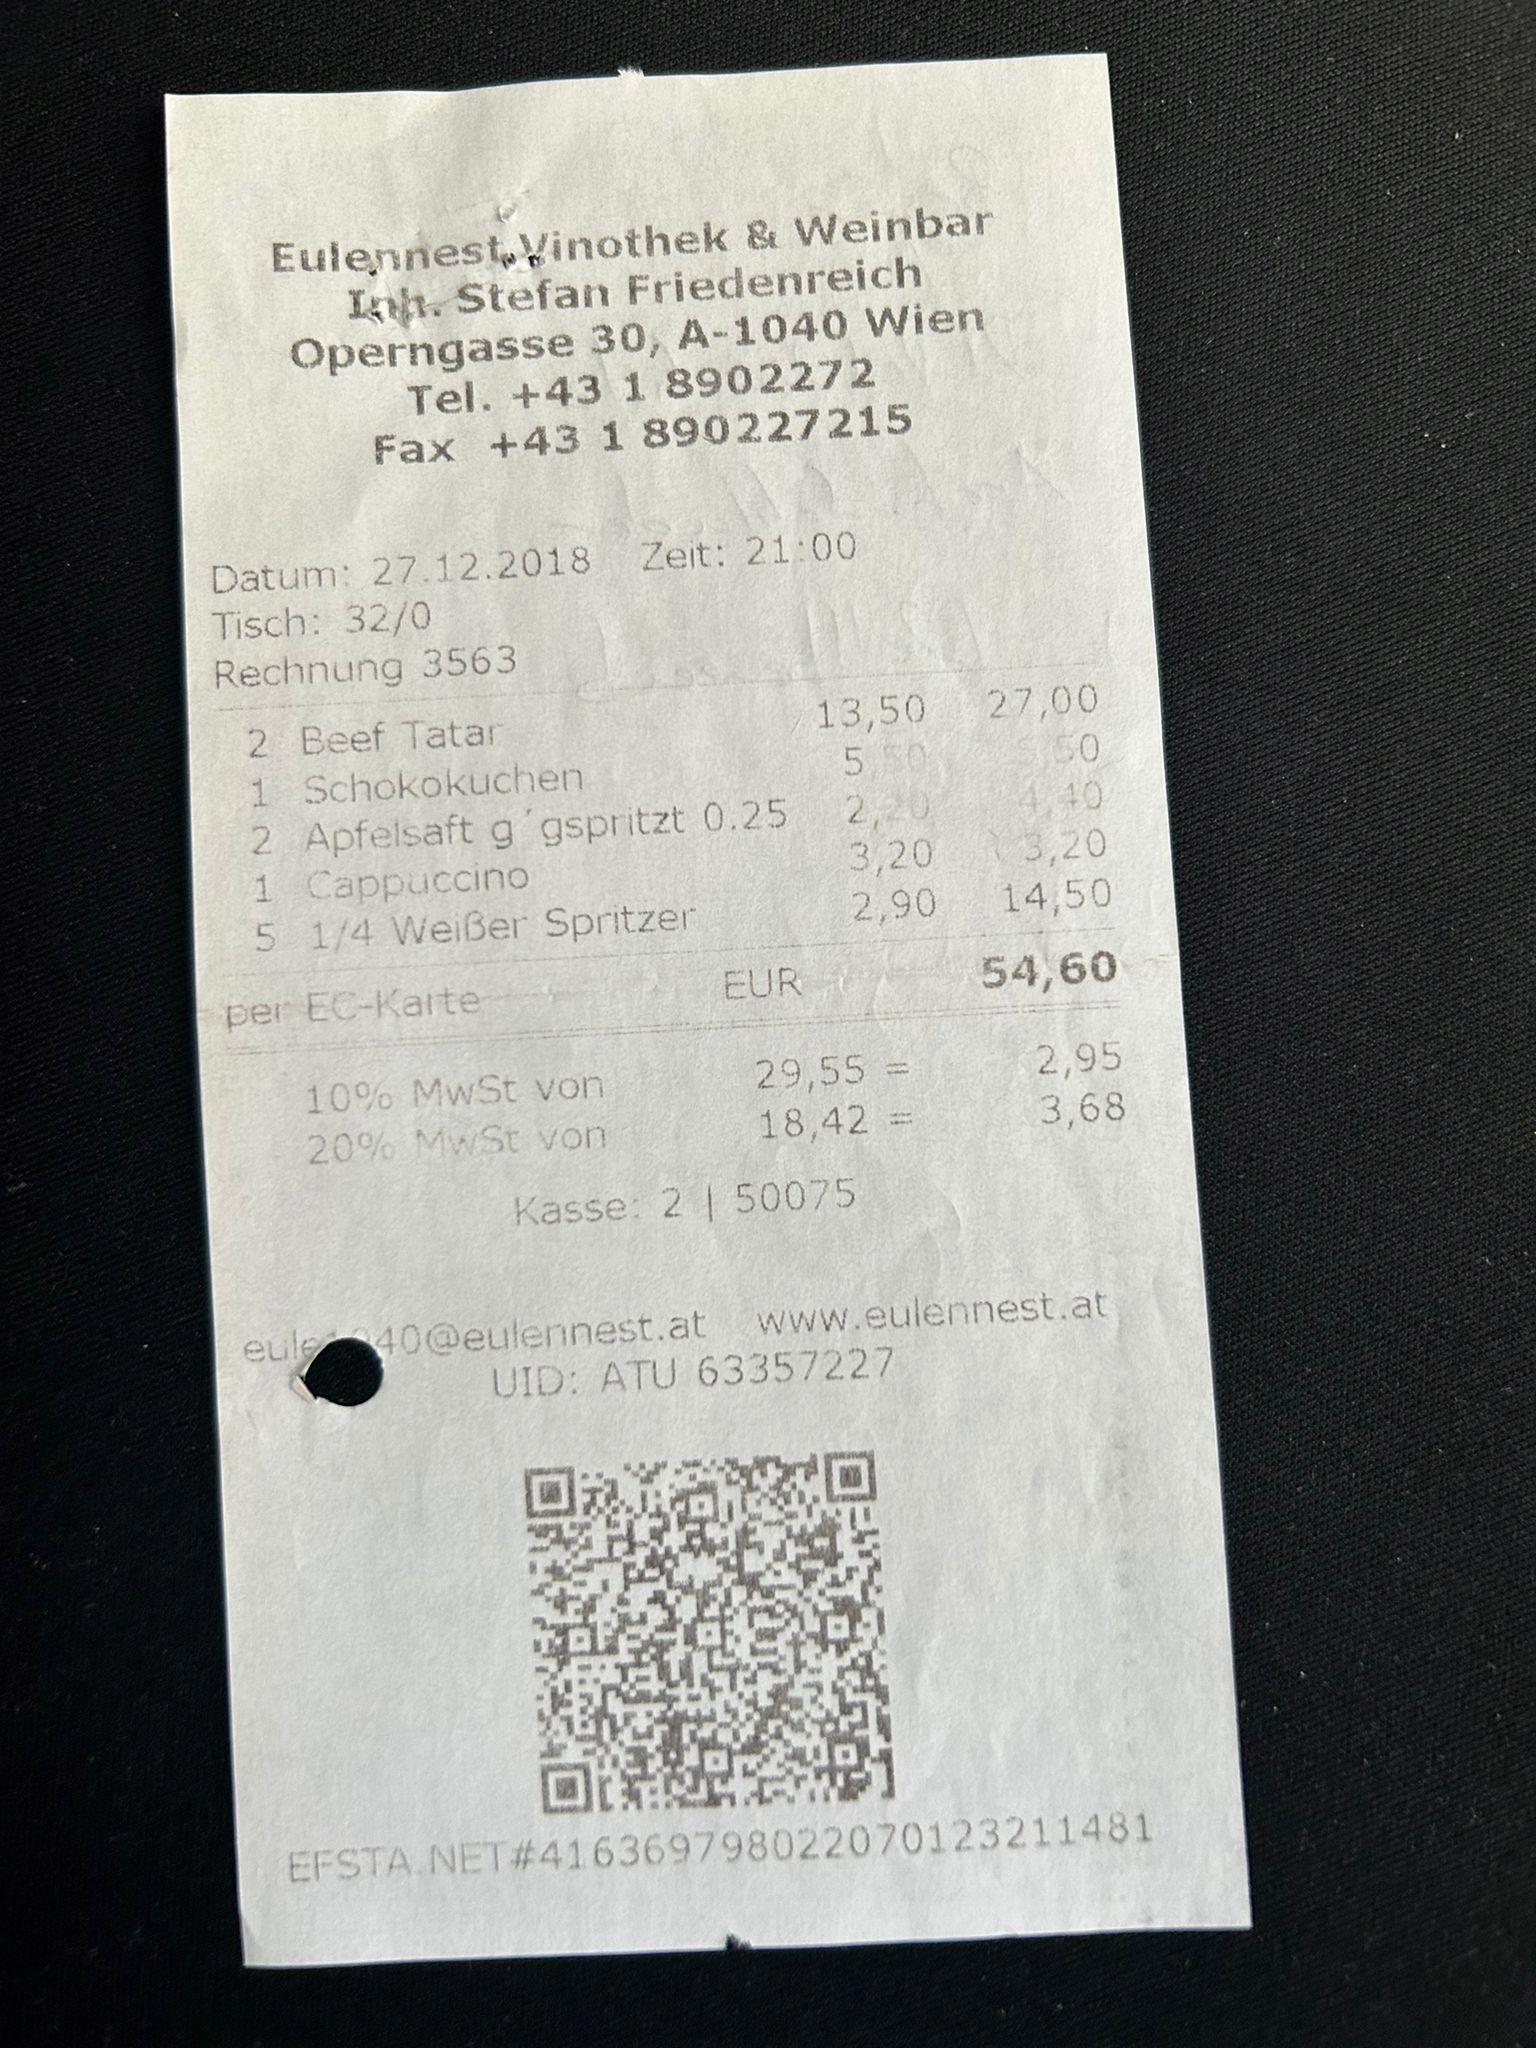 Eulennest Vinothek & Weinbar
Inh. Stefan Friedenreich
Operngasse 30, A-1040 Wien
Tel. +43 1 8902272
Fax +43 1 890227215
Datum: 27.12.2018 Zeit: 21:00
Tisch: 32/0
Rechnung 3563
2 Beef Tatar 13,50 27,00
1 Schokokuchen 5,50 5,50
2 Apfelsaft g´gspritzt 0.25 2,20 4,40
1 Cappuccino 3,20 3,20
5 1/4 Weißer Spritzer 2,90 14,50
per EC-Karte EUR 54,60
10% MwSt von 29,55 = 2,95
20% MwSt von 18,42 = 3,68
Kasse: 2 | 50075
www.eulennest.at
UID: ATU 63357227
EFSTA.NET#416369798022070123211481